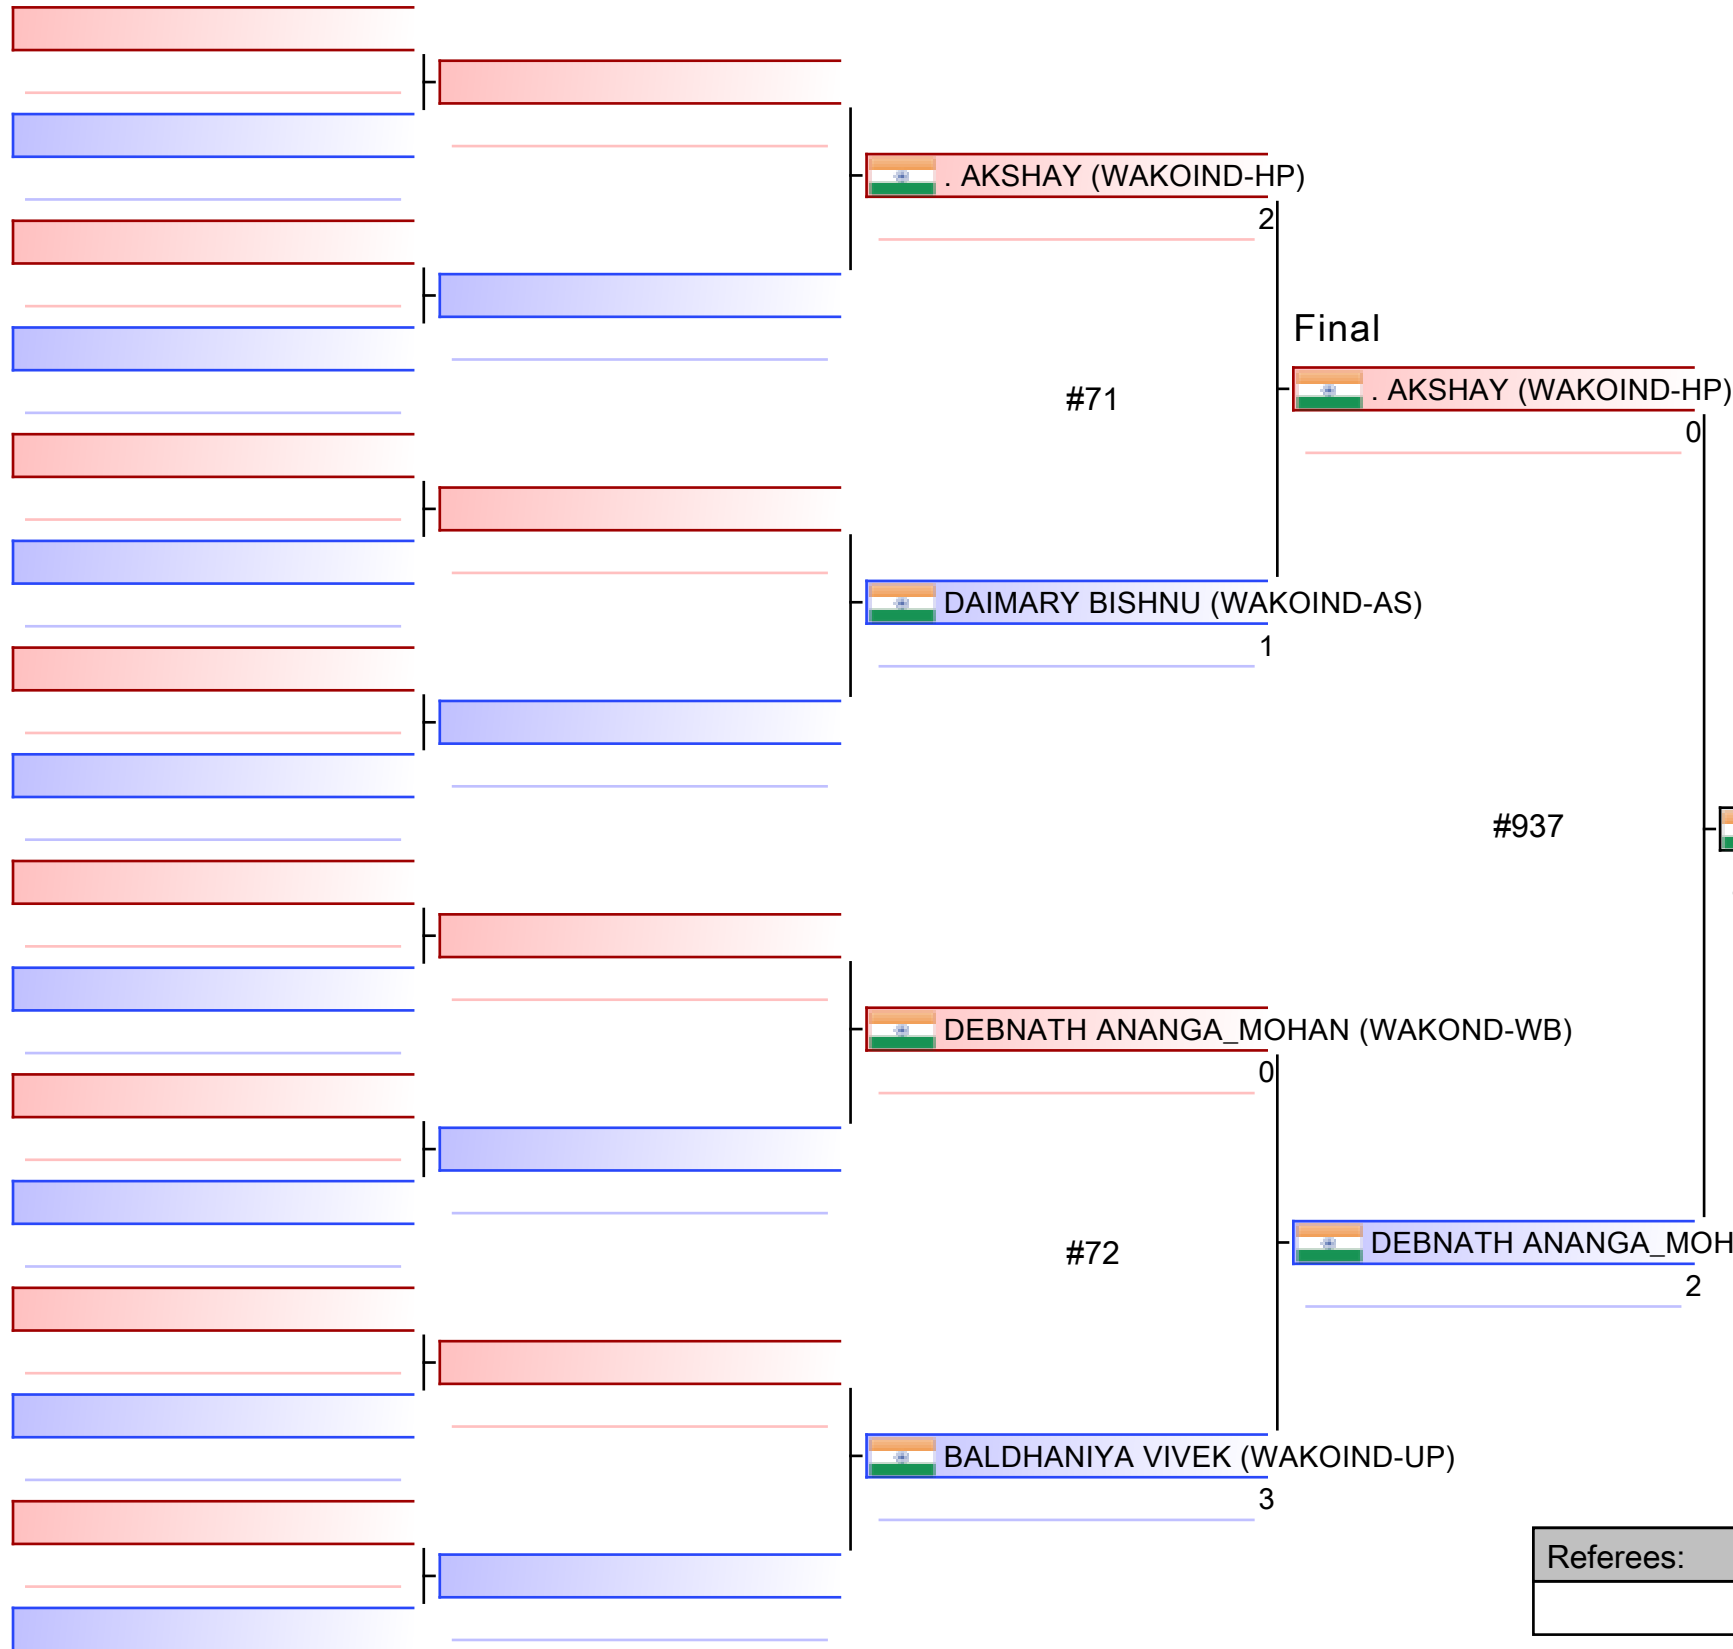 . AKSHAY (WAKOIND-HP)
2
Final
#71
. AKSHAY (WAKOIND-HP)
0
DAIMARY BISHNU (WAKOIND-AS)
1
#937
DEBNATH ANANGA_MOHAN (WAKOND-WB)
0
#72
DEBNATH ANANGA_MOH
2
BALDHANIYA VIVEK (WAKOIND-UP)
3
Referees: